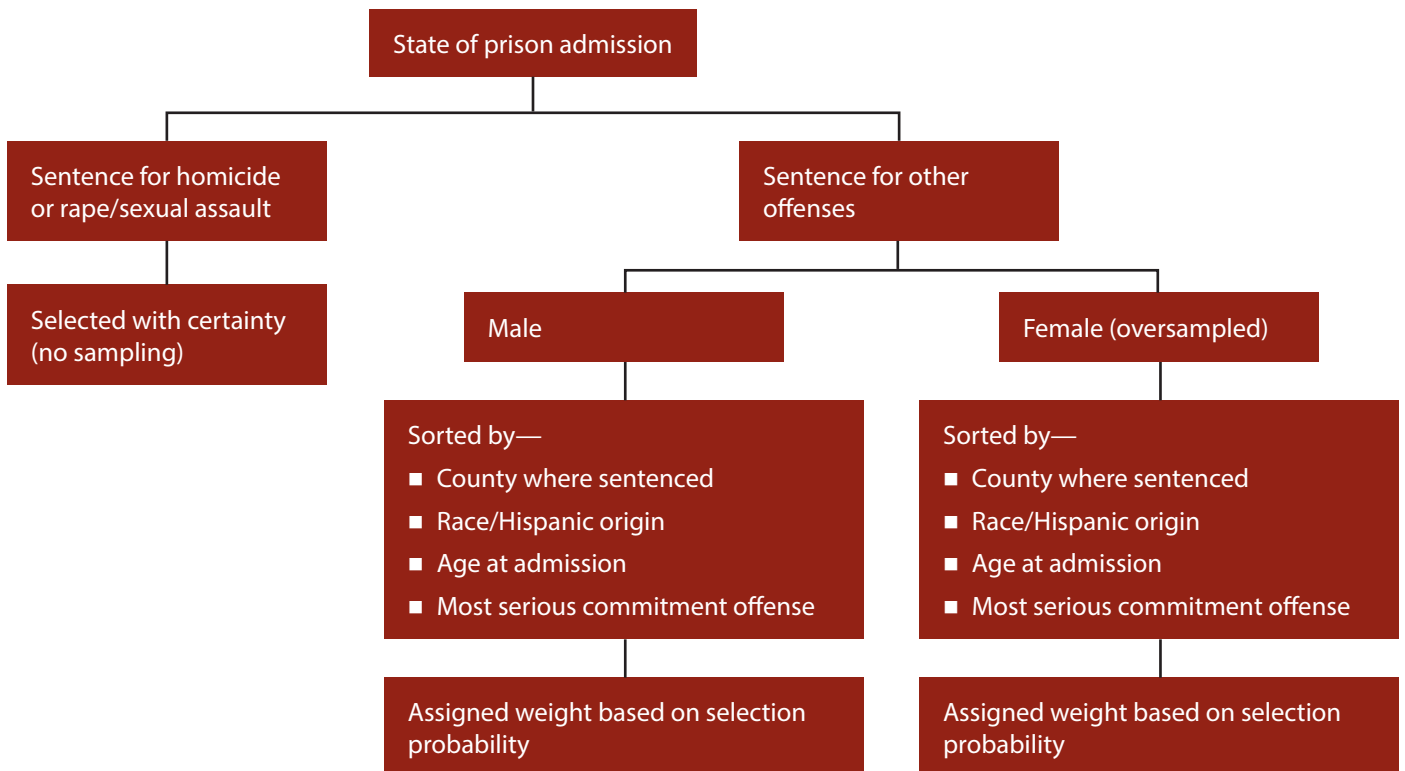 State of prison admission
Sentence for homicide
or rape/sexual assault
Sentence for other
offenses
Selected with certainty
(no sampling)
Male
Female (oversampled)
Sorted by—
■ County where sentenced
■ Race/Hispanic origin
■ Age at admission
■ Most serious commitment offense
Sorted by—
■ County where sentenced
■ Race/Hispanic origin
■ Age at admission
■ Most serious commitment offense
Assigned weight based on selection
probability
Assigned weight based on selection
probability